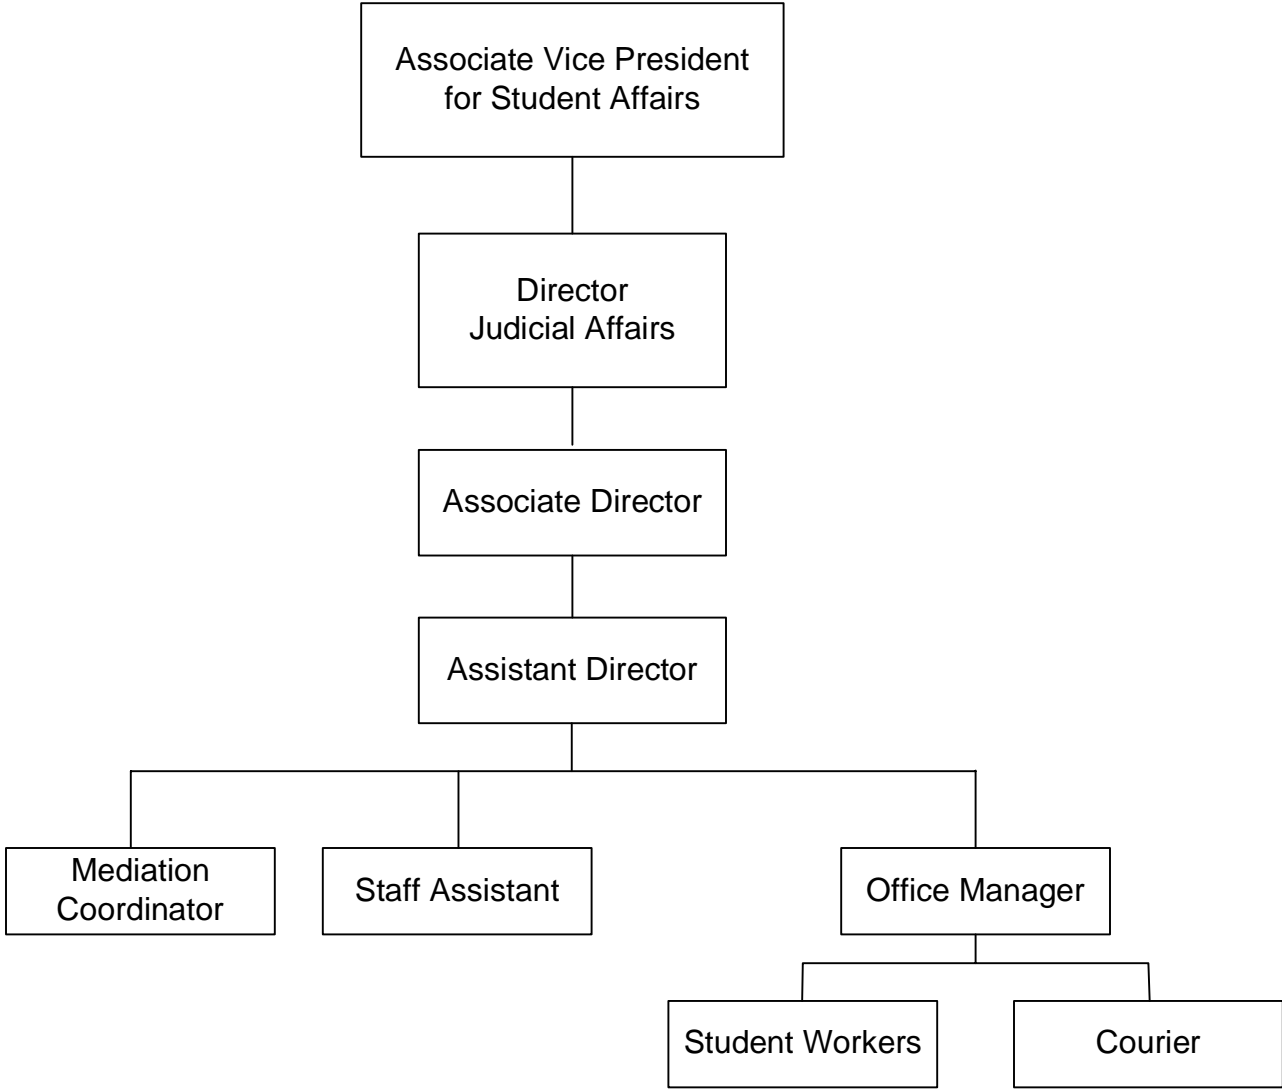 Associate Vice President
for Student Affairs
Director
Judicial Affairs
Associate Director
Assistant Director
Mediation
Coordinator
Staff Assistant
Office Manager
Student Workers
Courier